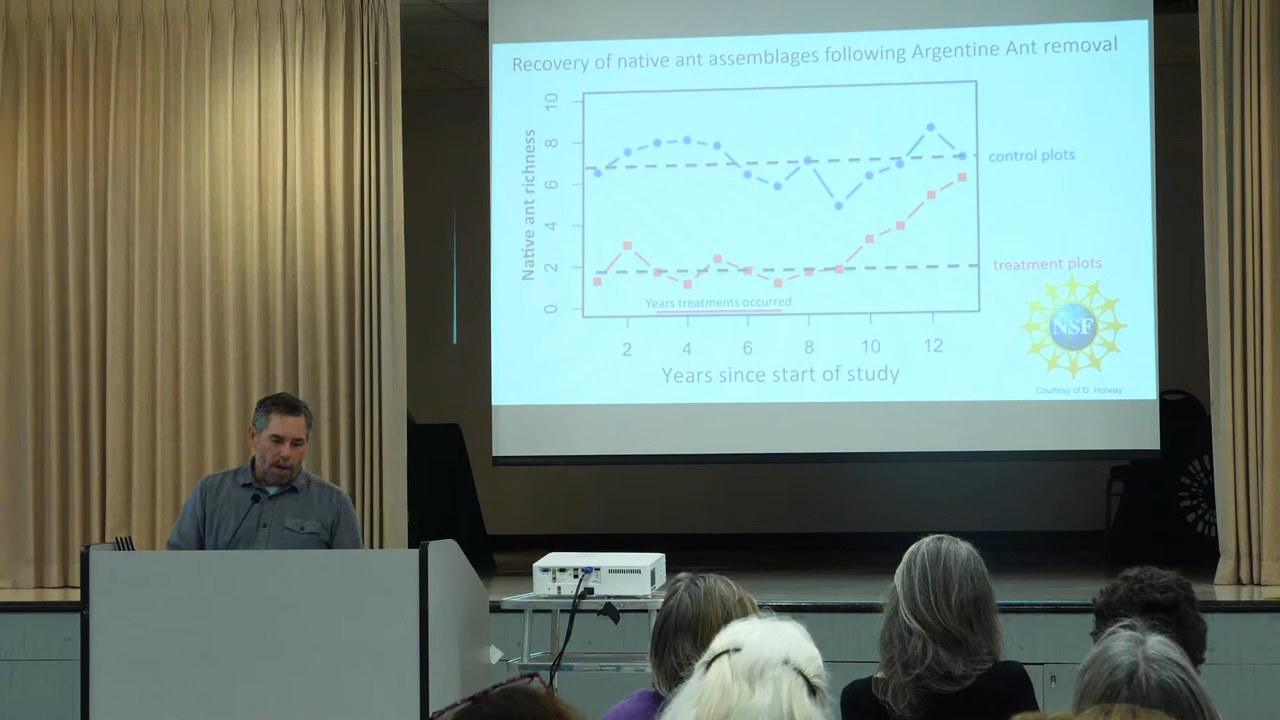 Recovery of native ant assemblages following Argentine Ant removal
Native ant richness
10
8
6
4
2
0
control plots
treatment plots
Years treatments occurred
2 4 6 8 10 12
Years since start of study
NSF
Courtesy of D. Holway